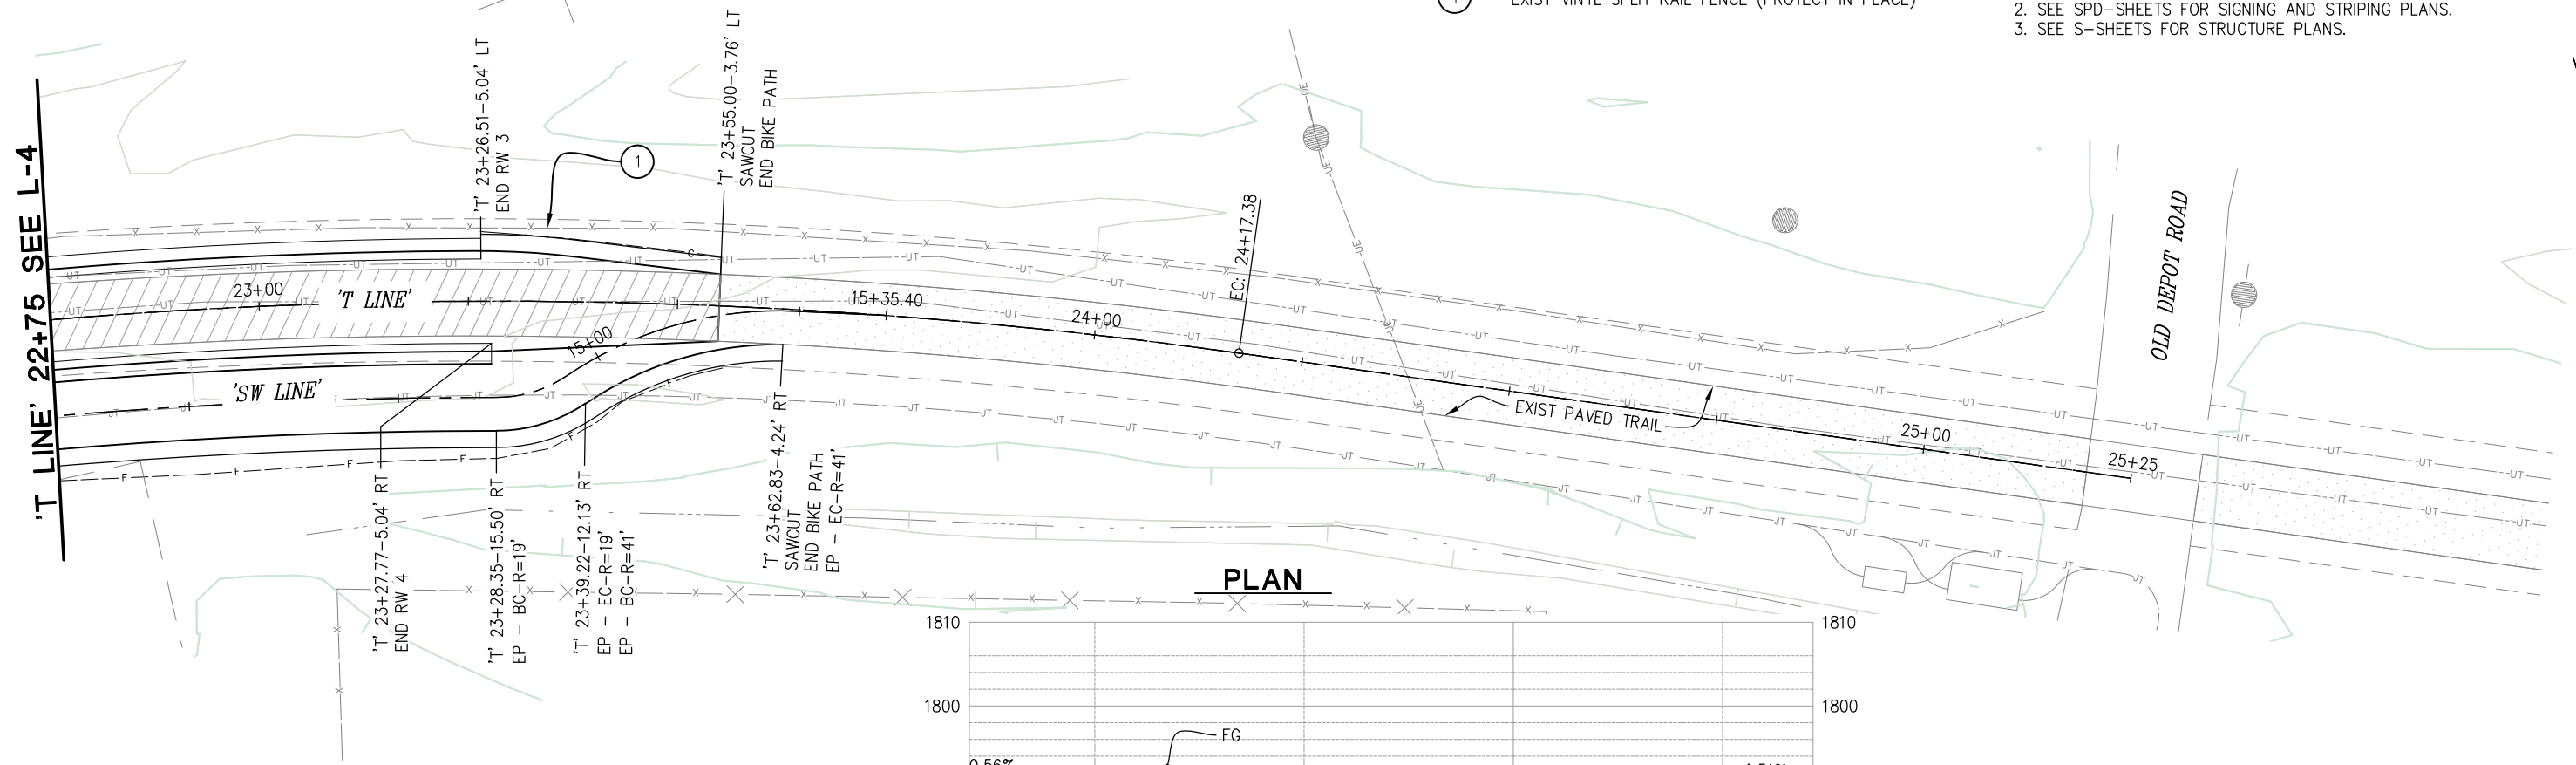 EXIST VINYL SPLIT RAIL FENCE (PROTECT IN PLACE)
2. SEE SPD-SHEETS FOR SIGNING AND STRIPING PLANS.
3. SEE S-SHEETS FOR STRUCTURE PLANS.
'T LINE' 22+75 SEE L-4
'T' 23+26.51-5.04' LT
END RW 3
1
'T' 23+55.00-3.76' LT
SAWCUT
END BIKE PATH
EC: 24+17.38
OLD DEPOT ROAD
23+00
'T LINE'
15+35.40
24+00
15+00
'SW LINE'
EXIST PAVED TRAIL
25+00
25+25
'T' 23+27.77-5.04' RT
END RW 4
'T' 23+28.35-15.50' RT
EP - BC-R=19'
'T' 23+39.22-12.13' RT
EP - EC-R=19'
EP - BC-R=41'
'T' 23+62.83-4.24' RT
SAWCUT
END BIKE PATH
EP - EC-R=41'
PLAN
1810
1810
1800
1800
FG
0.56%